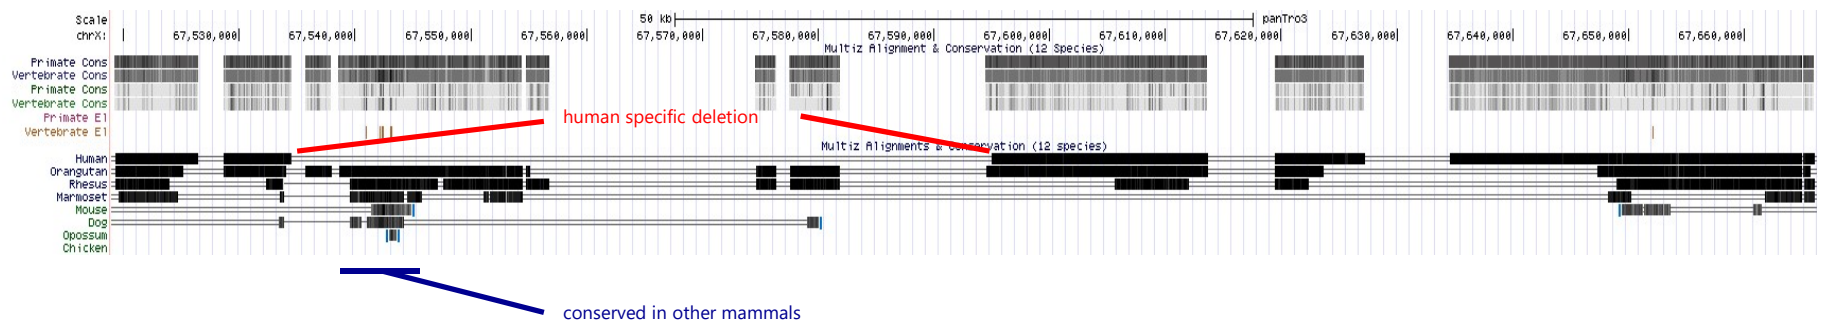 Scale 50 kb panTro3
chrX: 67,530,000 67,540,000 67,550,000 67,560,000 67,570,000 67,580,000 67,590,000 67,600,000 67,610,000 67,620,000 67,630,000 67,640,000 67,650,000 67,660,000
Multiz Alignment & Conservation (12 Species)
Primate Cons
Vertebrate Cons
Primate Cons
Vertebrate Cons
Primate El
Vertebrate El
human specific deletion
Multiz Alignments & Conservation (12 species)
Human
Orangutan
Rhesus
Marmoset
Mouse
Dog
Opossum
Chicken
conserved in other mammals